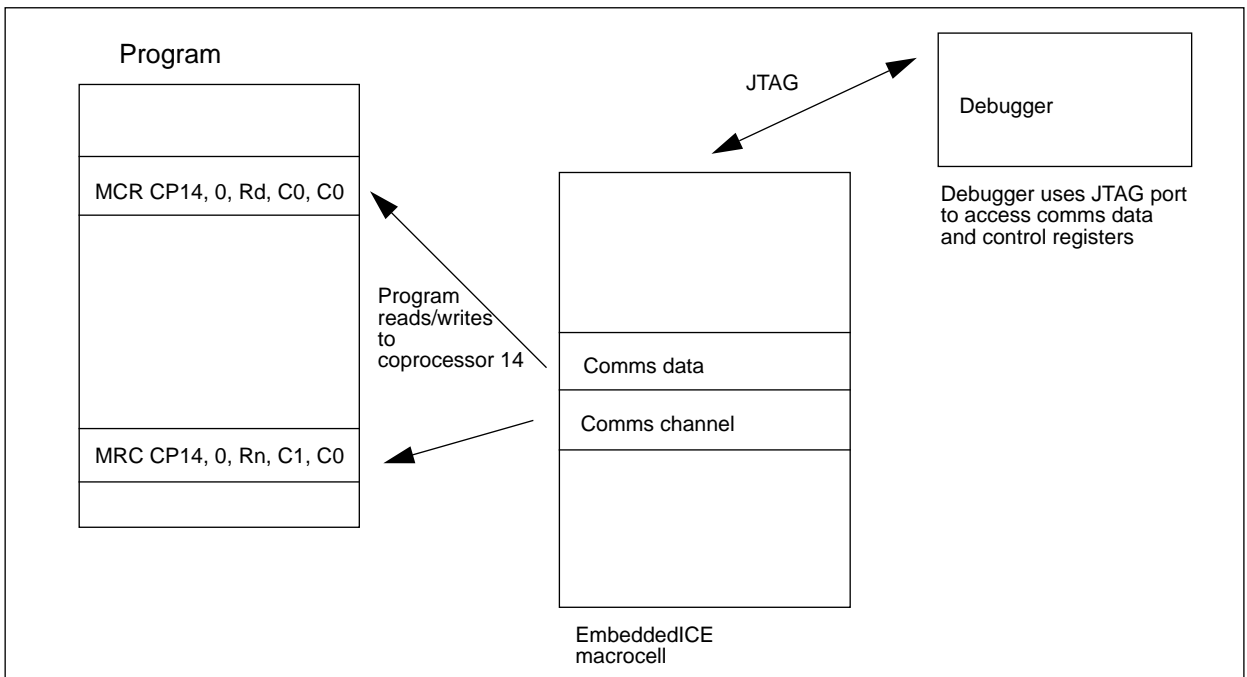 Program
MCR CP14, 0, Rd, C0, C0
MRC CP14, 0, Rn, C1, C0
Program
reads/writes
to
coprocessor 14
JTAG
Comms data
Comms channel
EmbeddedICE
macrocell
Debugger
Debugger uses JTAG port
to access comms data
and control registers